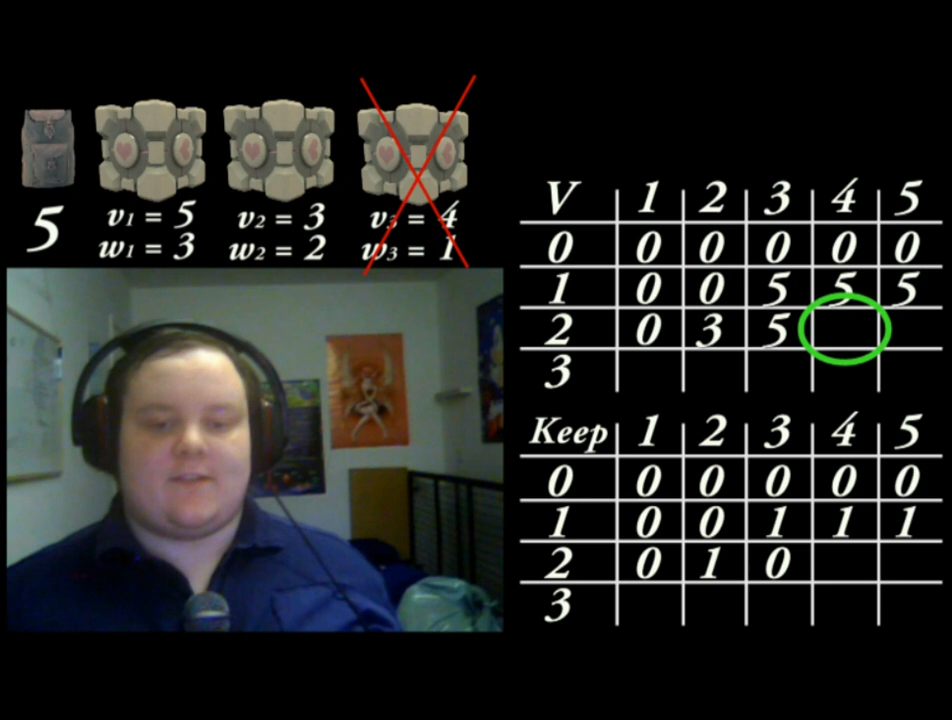 5
v1 = 5
w1 = 3
v2 = 3
w2 = 2
v3 = 4
w3 = 1
V 1 2 3 4 5
0 0 0 0 0 0
1 0 0 5 5 5
2 0 3 5
3
Keep 1 2 3 4 5
0 0 0 0 0 0
1 0 0 1 1 1
2 0 1 0
3